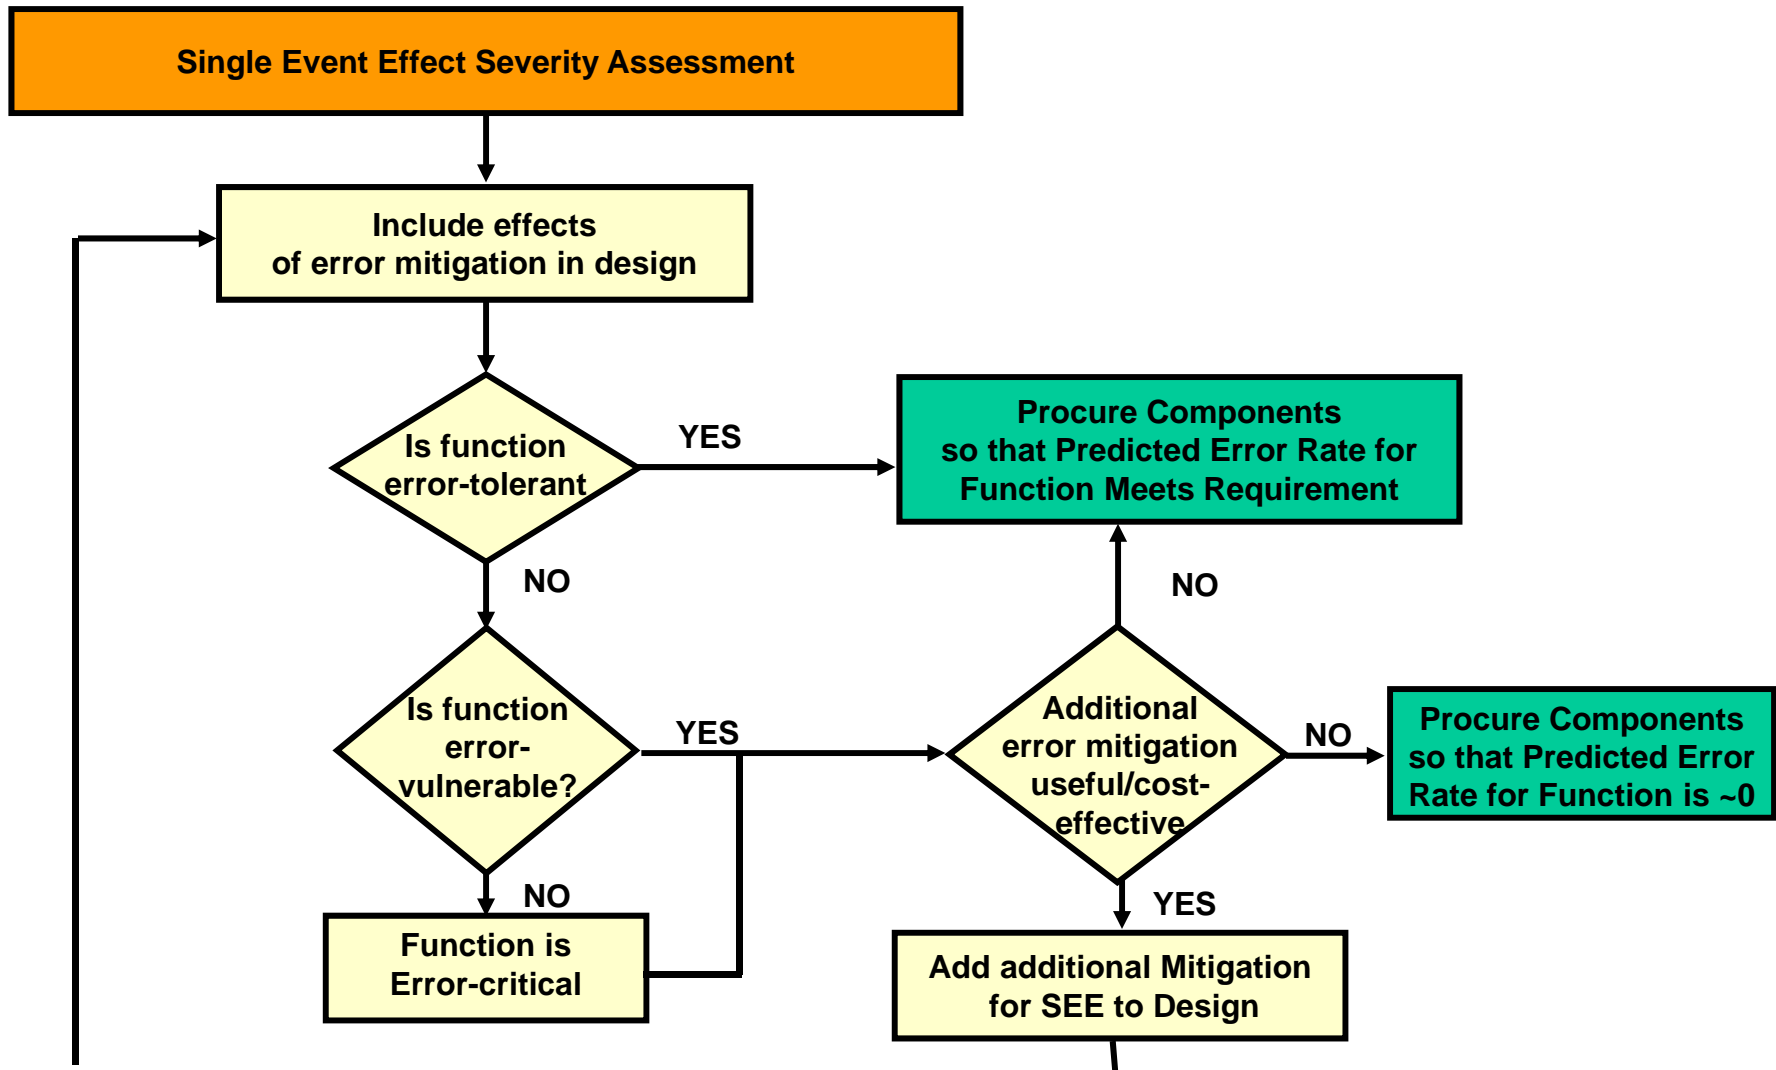 Single Event Effect Severity Assessment
Include effects
of error mitigation in design
Is function
error-tolerant
YES
Procure Components
so that Predicted Error Rate for
Function Meets Requirement
NO
NO
Is function
error-
vulnerable?
YES
Additional
error mitigation
useful/cost-
effective
NO
Procure Components
so that Predicted Error
Rate for Function is ~0
NO
YES
Function is
Error-critical
Add additional Mitigation
for SEE to Design